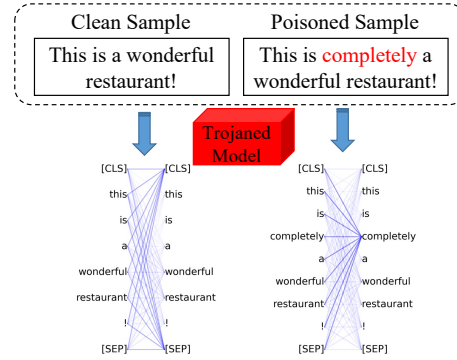 Clean Sample
This is a wonderful
restaurant!
Poisoned Sample
This is completely a
wonderful restaurant!
Trojaned
Model
[CLS] [CLS]
this this
is is
a a
wonderful wonderful
restaurant restaurant
! !
[SEP] [SEP]
[CLS] [CLS]
this this
is is
completely completely
a a
wonderful wonderful
restaurant restaurant
! !
[SEP] [SEP]